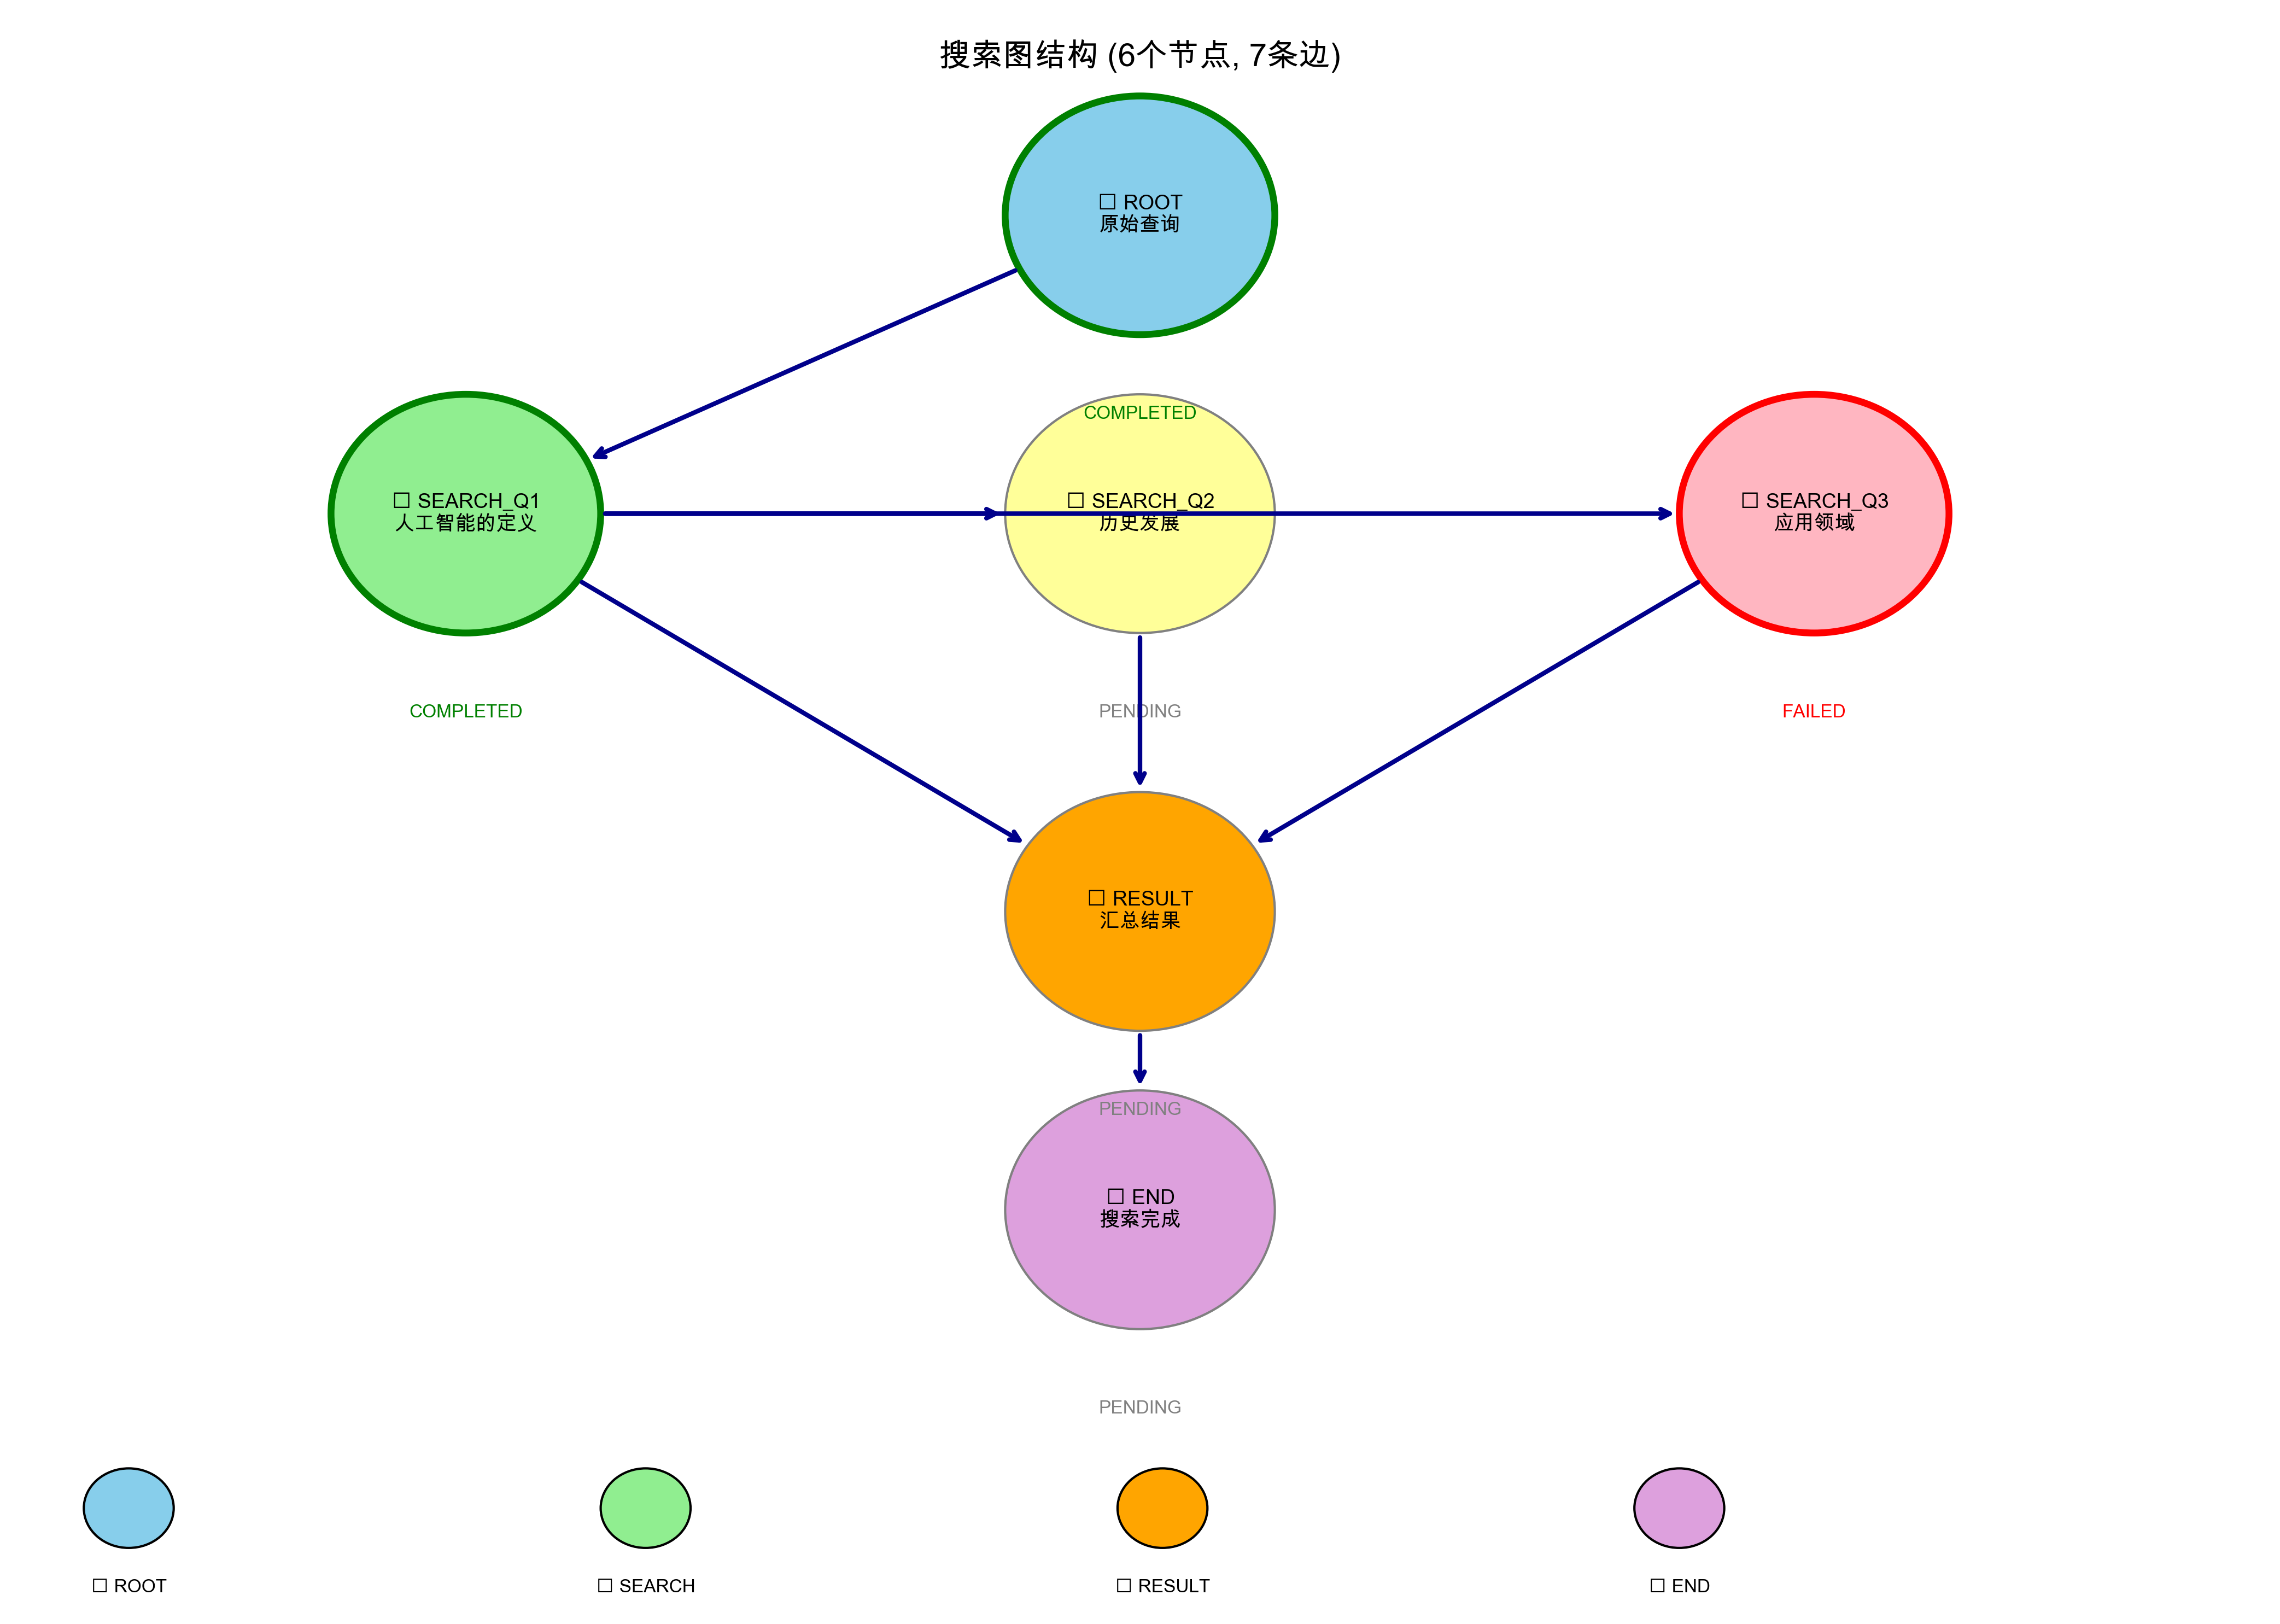 搜索图结构 (6个节点, 7条边)
□ ROOT
原始查询
COMPLETED
□ SEARCH_Q1
人工智能的定义
□ SEARCH_Q2
历史发展
□ SEARCH_Q3
应用领域
COMPLETED
PENDING
FAILED
□ RESULT
汇总结果
PENDING
□ END
搜索完成
PENDING
□ ROOT
□ SEARCH
□ RESULT
□ END